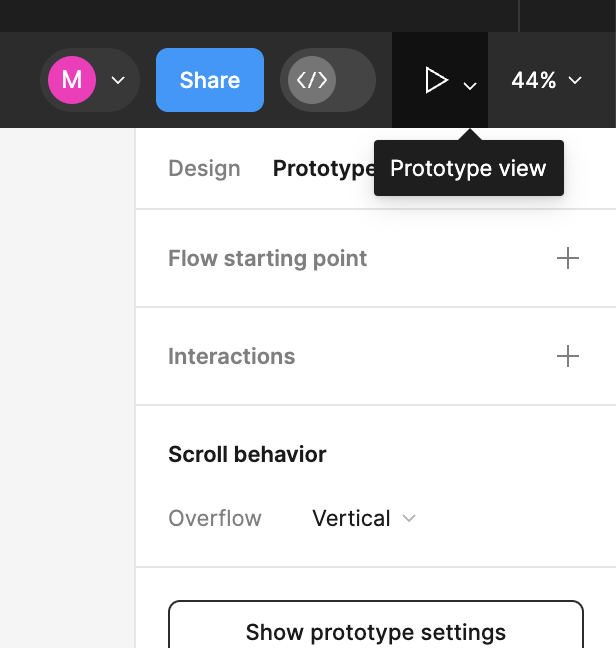 M
Share
</>
44%
Design
Prototype
Prototype view
Flow starting point
Interactions
Scroll behavior
Overflow
Vertical
Show prototype settings